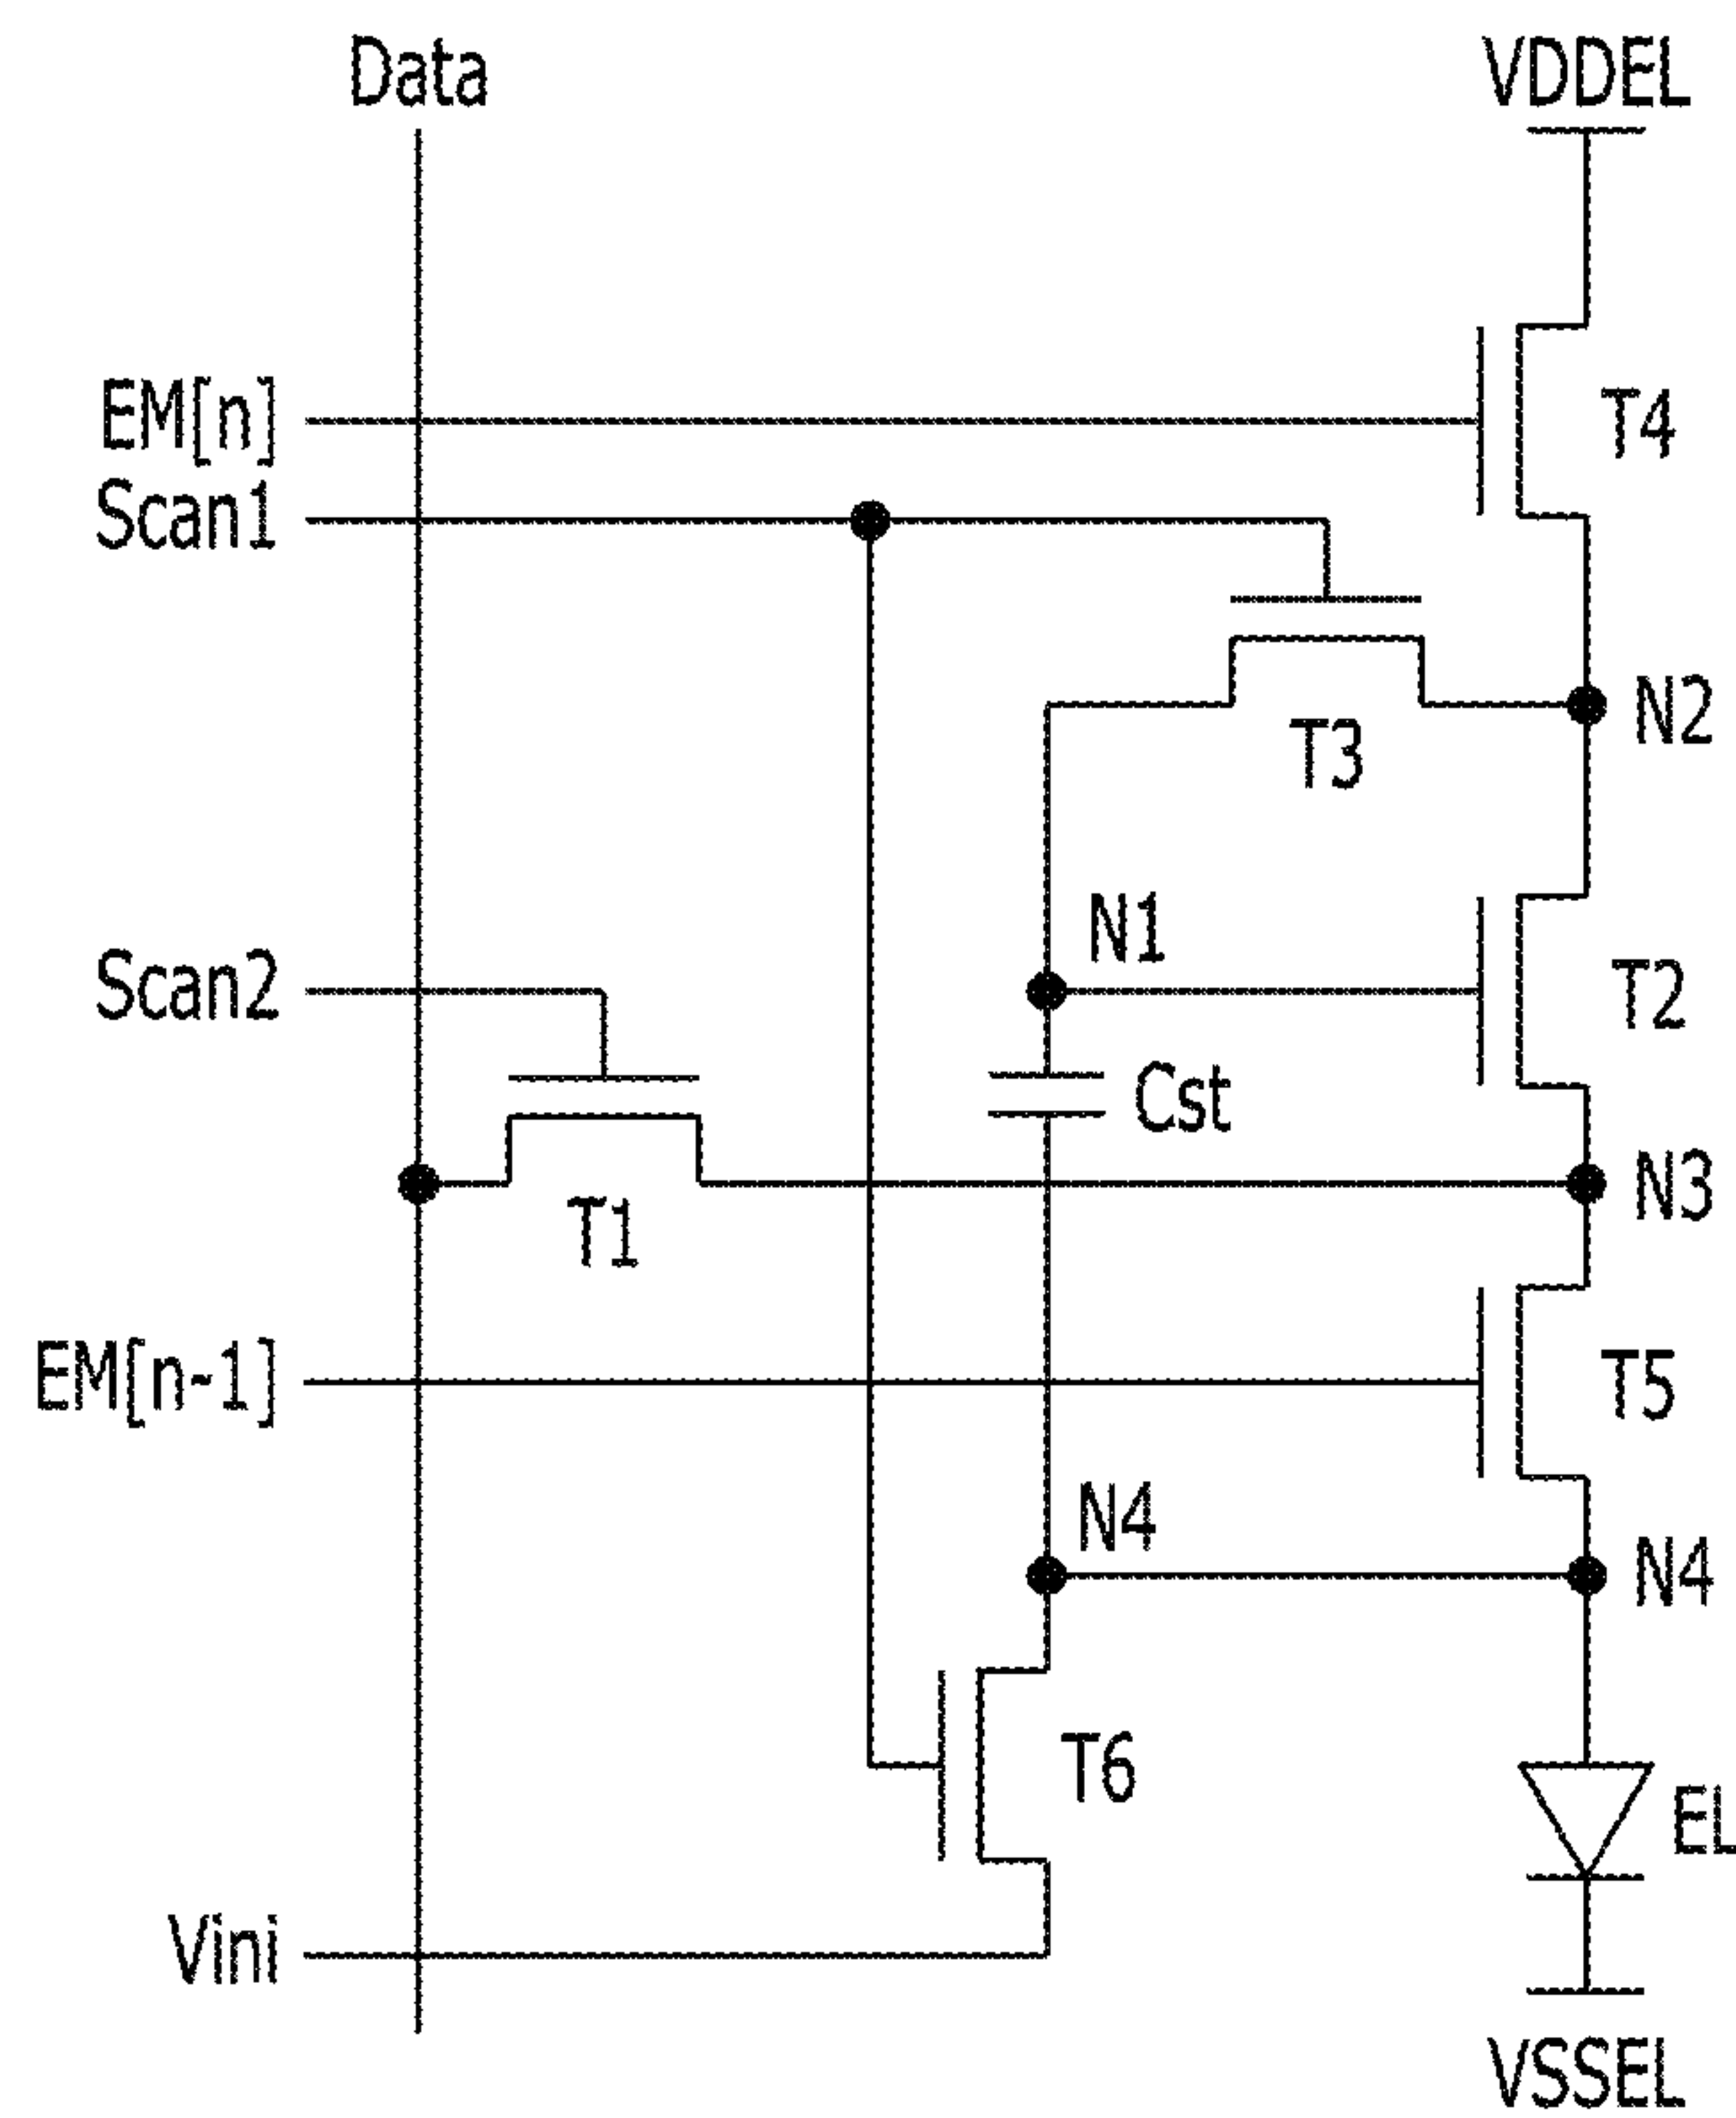 Data
VDDEL
EM[n]
T4
Scan1
N2
T3
N1
Scan2
T2
Cst
N3
T1
EM[n-1]
T5
N4
N4
T6
EL
Vini
VSSEL